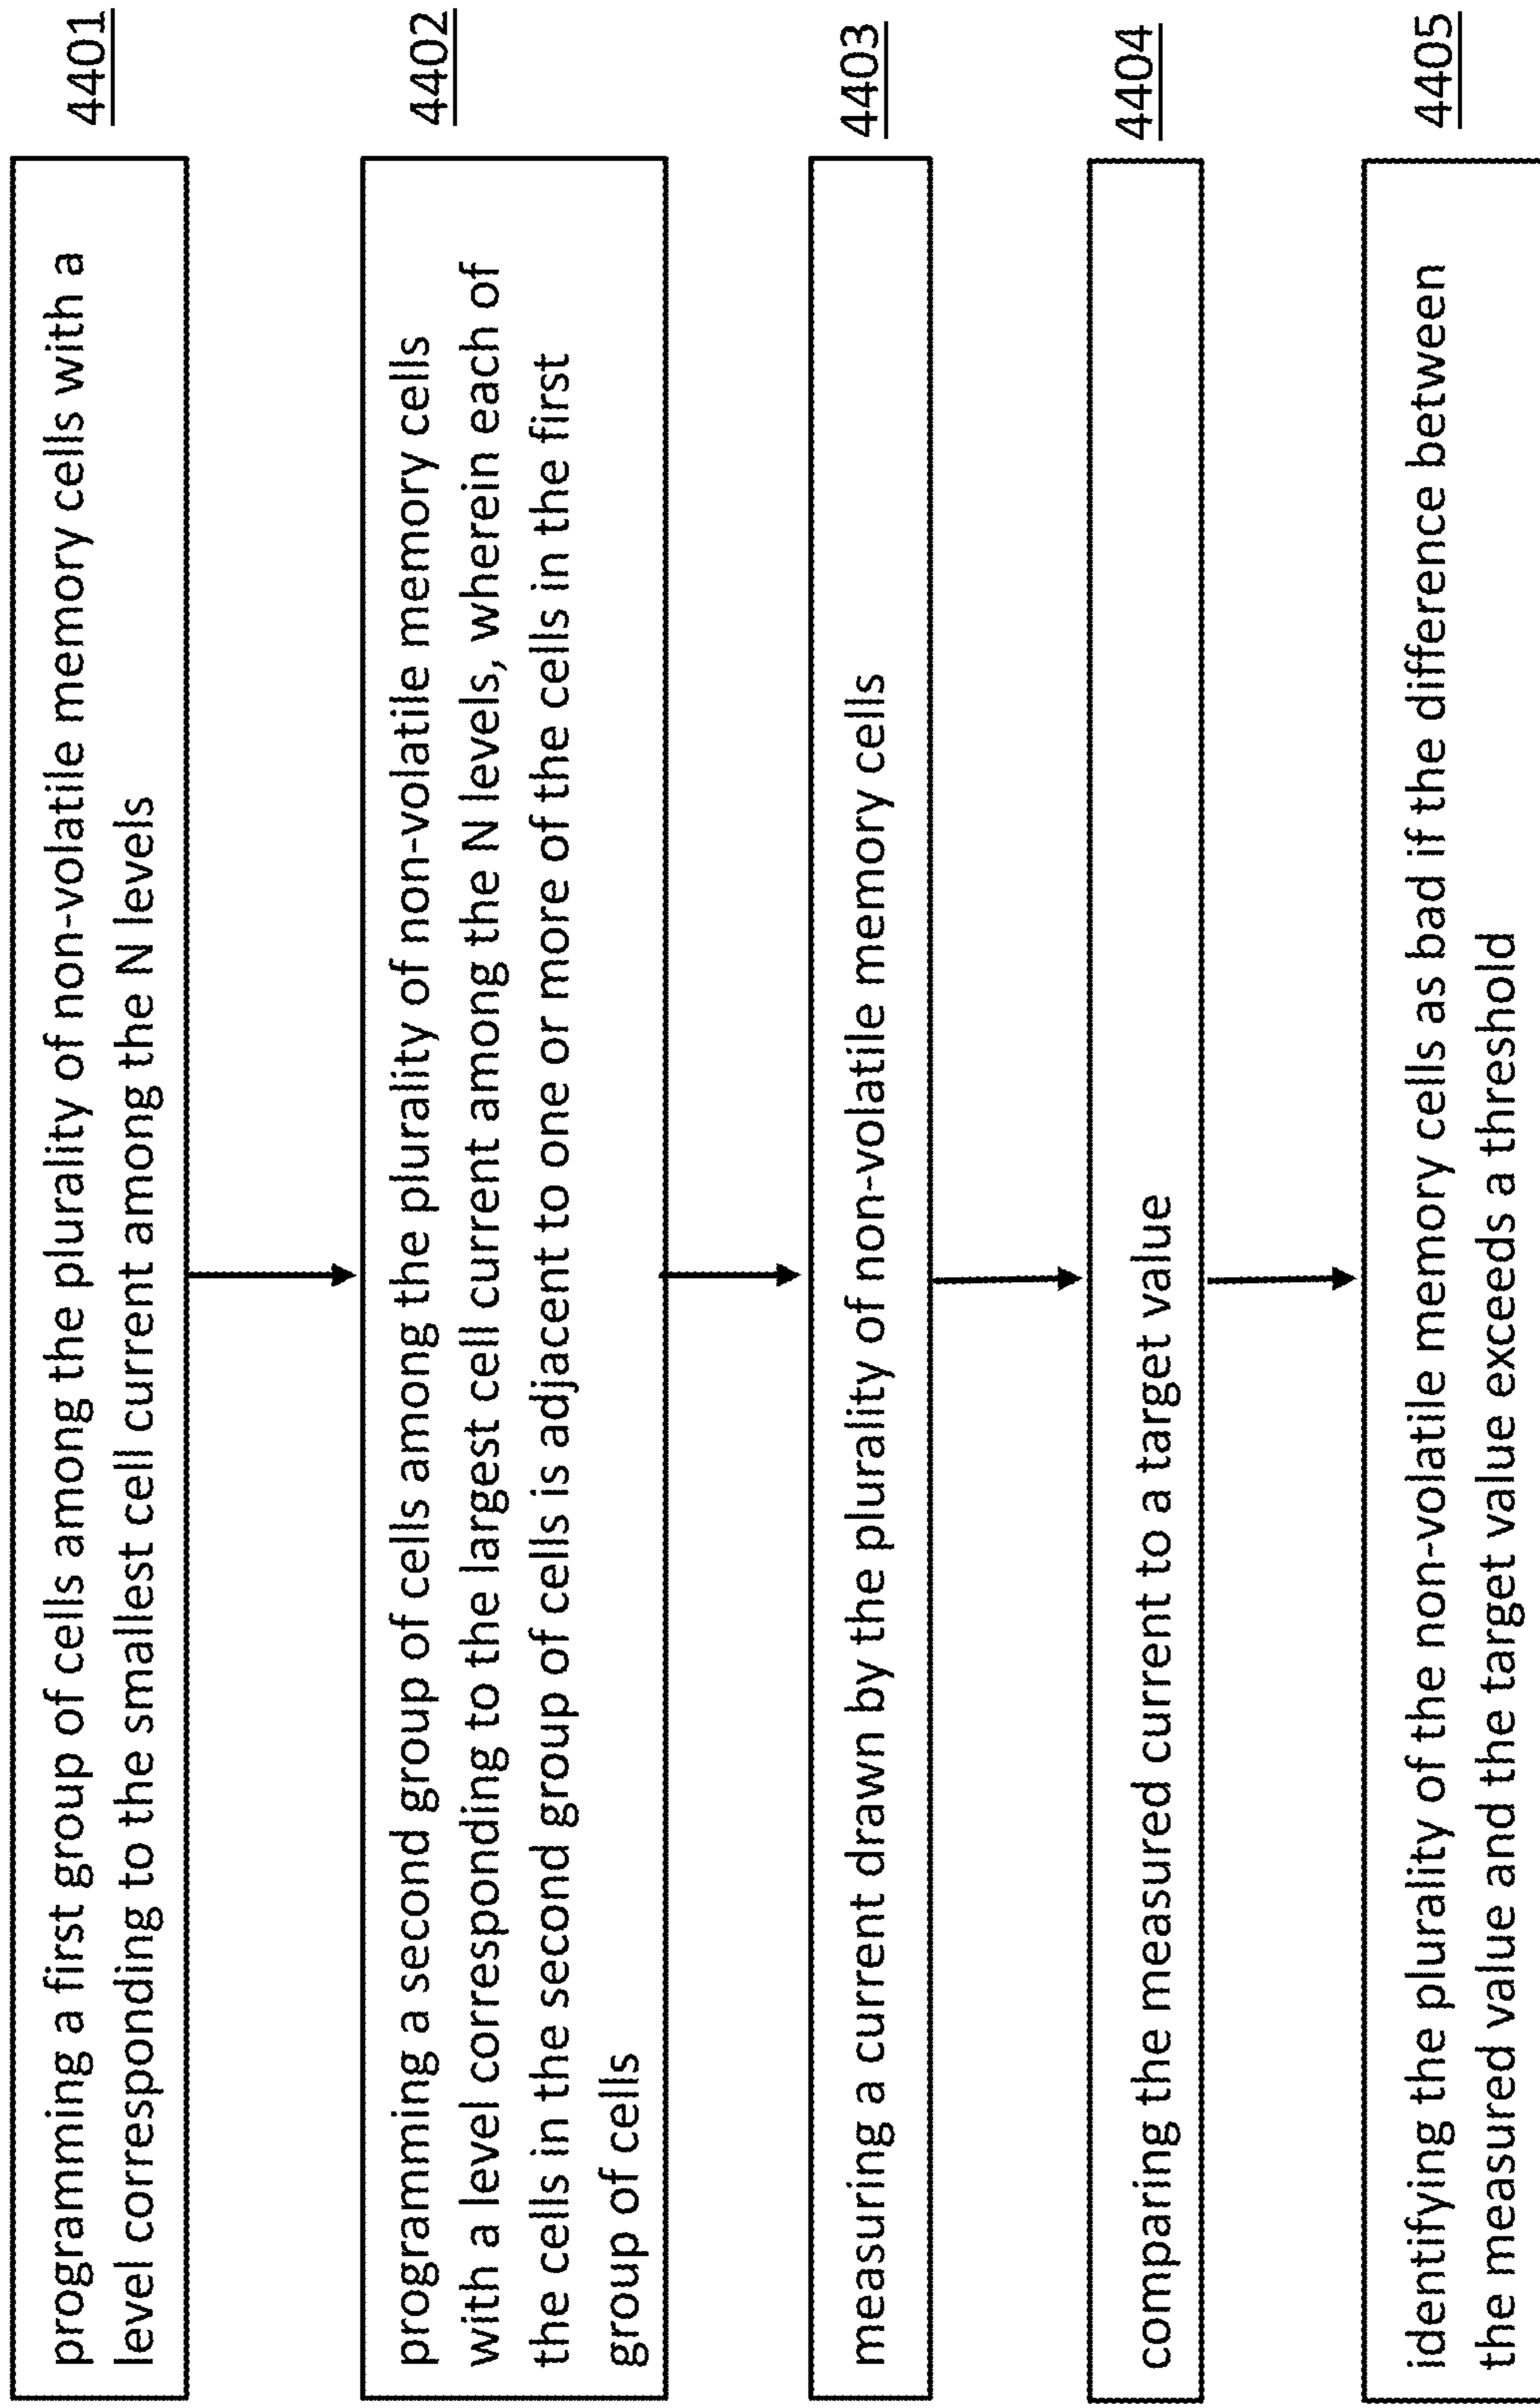 programming a first group of cells among the plurality of non-volatile memory cells with a
level corresponding to the smallest cell current among the N levels
4401
programming a second group of cells among the plurality of non-volatile memory cells
with a level corresponding to the largest cell current among the N levels, wherein each of
the cells in the second group of cells is adjacent to one or more of the cells in the first
group of cells
4402
measuring a current drawn by the plurality of non-volatile memory cells
4403
comparing the measured current to a target value
4404
identifying the plurality of the non-volatile memory cells as bad if the difference between
the measured value and the target value exceeds a threshold
4405